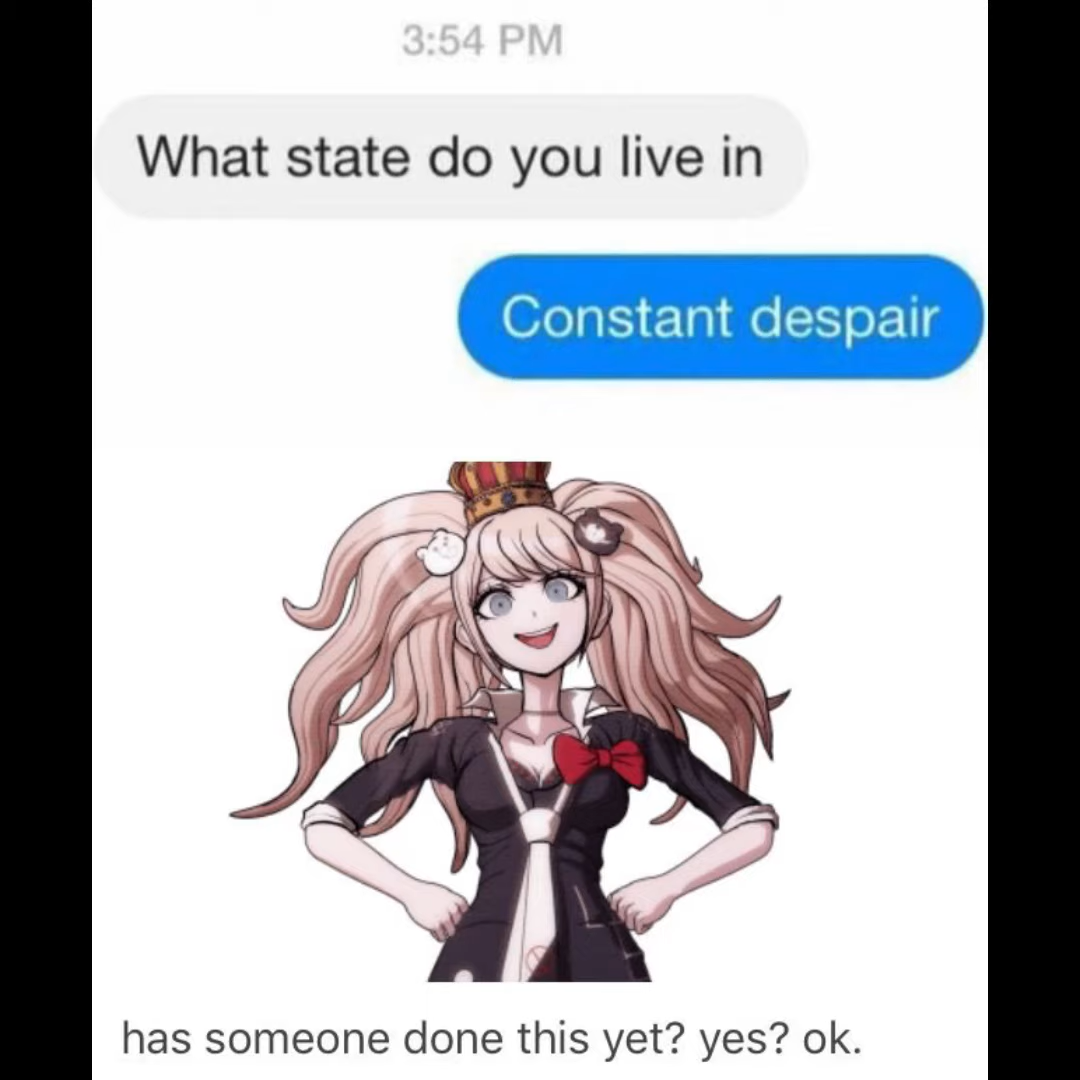 3:54 PM
What state do you live in
Constant despair
has someone done this yet? yes? ok.